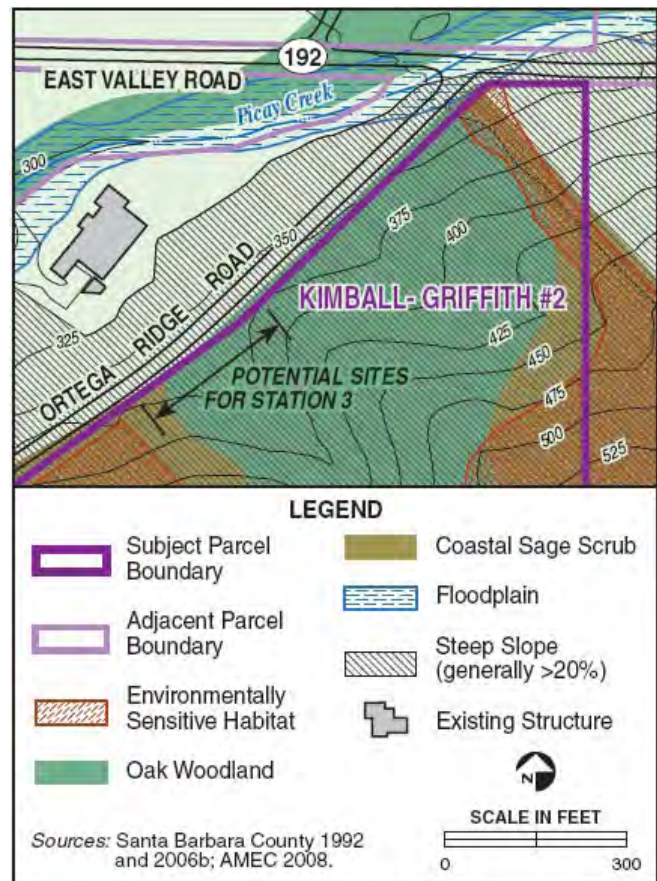 192
EAST VALLEY ROAD
Picay Creek
300
350
375
400
ORTEGA RIDGE ROAD
KIMBALL- GRIFFITH #2
325
425
450
475
500
525
POTENTIAL SITES
FOR STATION 3
LEGEND
Subject Parcel
Boundary
Adjacent Parcel
Boundary
Environmentally
Sensitive Habitat
Oak Woodland
Coastal Sage Scrub
Floodplain
Steep Slope
(generally >20%)
Existing Structure
N
Sources: Santa Barbara County 1992
and 2006b; AMEC 2008.
SCALE IN FEET
0 300